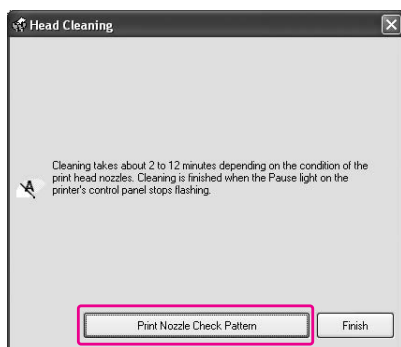 Head Cleaning
Cleaning takes about 2 to 12 minutes depending on the condition of the
print head nozzles. Cleaning is finished when the Pause light on the
printer's control panel stops flashing.
Print Nozzle Check Pattern
Finish